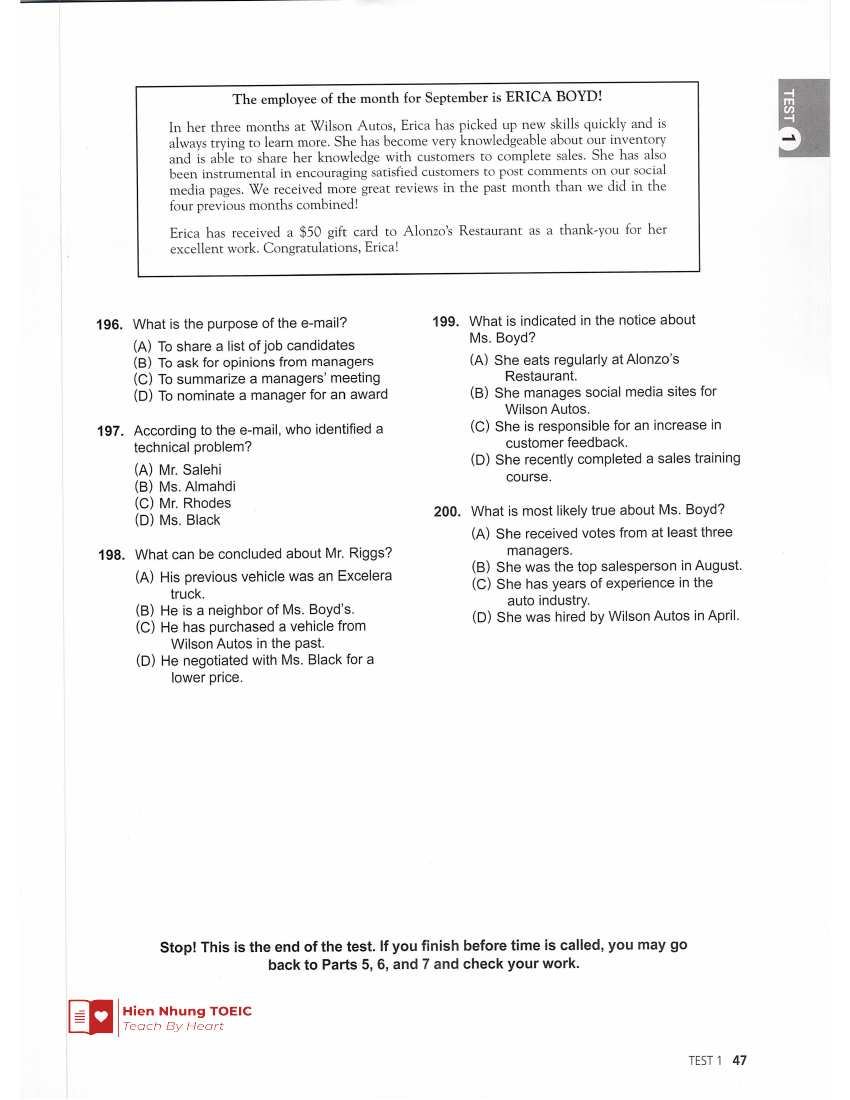 TEST 1
The employee of the month for September is ERICA BOYD!
In her three months at Wilson Autos, Erica has picked up new skills quickly and is
always trying to learn more. She has become very knowledgeable about our inventory
and is able to share her knowledge with customers to complete sales. She has also
been instrumental in encouraging satisfied customers to post comments on our social
media pages. We received more great reviews in the past month than we did in the
four previous months combined!
Erica has received a $50 gift card to Alonzo's Restaurant as a thank-you for her
excellent work. Congratulations, Erica!
196. What is the purpose of the e-mail?
(A) To share a list of job candidates
(B) To ask for opinions from managers
(C) To summarize a managers' meeting
(D) To nominate a manager for an award
197. According to the e-mail, who identified a
technical problem?
(A) Mr. Salehi
(B) Ms. Almahdi
(C) Mr. Rhodes
(D) Ms. Black
198. What can be concluded about Mr. Riggs?
(A) His previous vehicle was an Excelera
truck.
(B) He is a neighbor of Ms. Boyd's.
(C) He has purchased a vehicle from
Wilson Autos in the past.
(D) He negotiated with Ms. Black for a
lower price.
199. What is indicated in the notice about
Ms. Boyd?
(A) She eats regularly at Alonzo's
Restaurant.
(B) She manages social media sites for
Wilson Autos.
(C) She is responsible for an increase in
customer feedback.
(D) She recently completed a sales training
course.
200. What is most likely true about Ms. Boyd?
(A) She received votes from at least three
managers.
(B) She was the top salesperson in August.
(C) She has years of experience in the
auto industry.
(D) She was hired by Wilson Autos in April.
Stop! This is the end of the test. If you finish before time is called, you may go
back to Parts 5, 6, and 7 and check your work.
Hien Nhung TOEIC
Teach By Heart
TEST 1 47